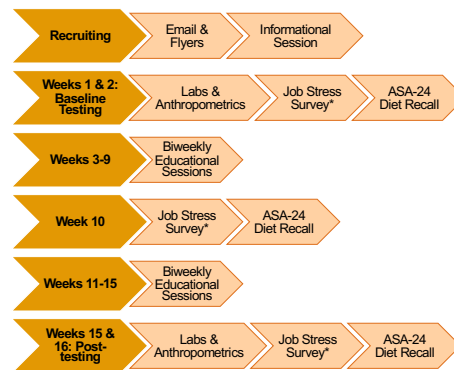 Recruiting
Email &
Flyers
Informational
Session
Weeks 1 & 2:
Baseline
Testing
Labs &
Anthropometrics
Job Stress
Survey*
ASA-24
Diet Recall
Weeks 3-9
Biweekly
Educational
Sessions
Week 10
Job Stress
Survey*
ASA-24
Diet Recall
Weeks 11-15
Biweekly
Educational
Sessions
Weeks 15 &
16: Post-
testing
Labs &
Anthropometrics
Job Stress
Survey*
ASA-24
Diet Recall